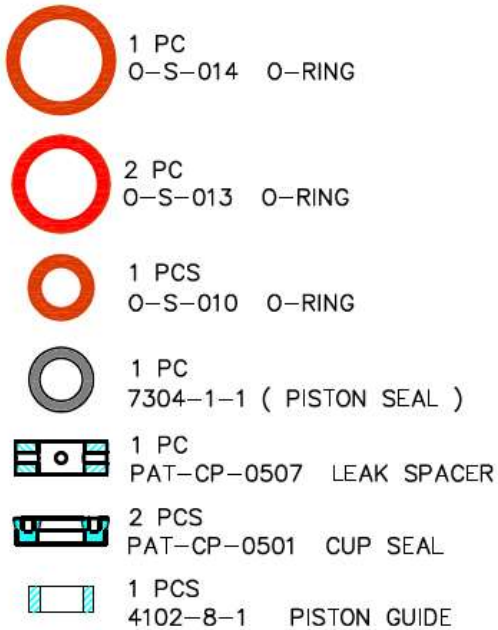 1 PC
O-S-014 O-RING
2 PC
O-S-013 O-RING
1 PCS
O-S-010 O-RING
1 PC
7304-1-1 ( PISTON SEAL )
1 PC
PAT-CP-0507 LEAK SPACER
2 PCS
PAT-CP-0501 CUP SEAL
1 PCS
4102-8-1 PISTON GUIDE